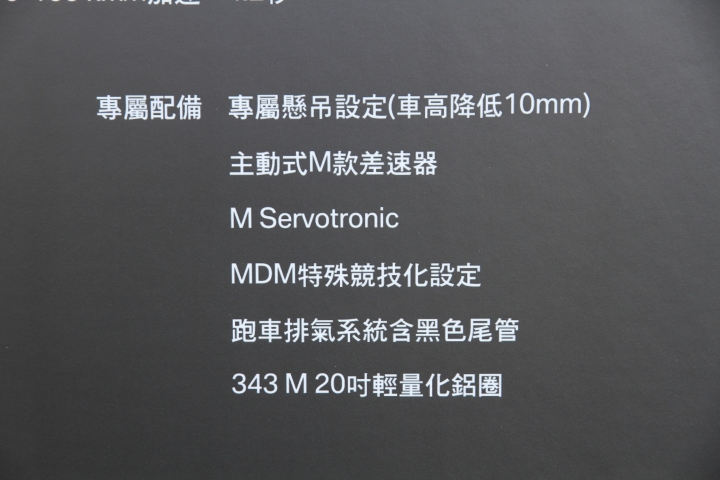 專屬配備 專屬懸吊設定(車高降低10mm)
主動式M款差速器
M Servotronic
MDM特殊競技化設定
跑車排氣系統含黑色尾管
343 M 20吋輕量化鋁圈